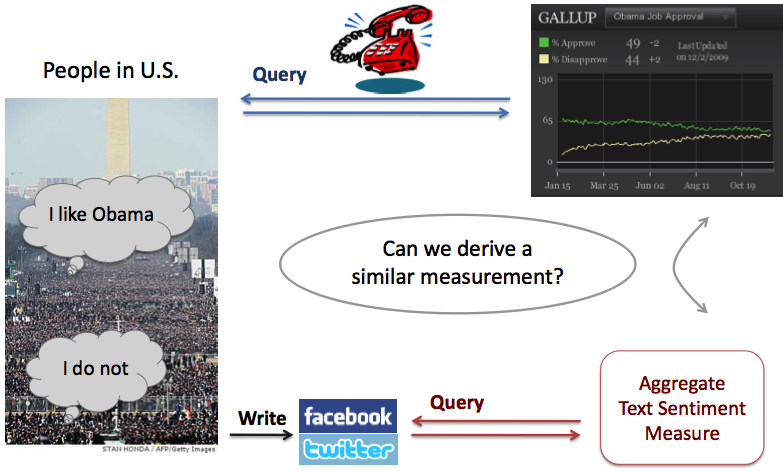 People in U.S.
Query
GALLUP Obama Job Approval
% Approve 49 -2 Last Updated
% Disapprove 44 +2 on 12/2/2009
130
65
0
Jan 15 Mar 25 Jun 02 Aug 11 Oct 19
I like Obama
Can we derive a
similar measurement?
I do not
Aggregate
Text Sentiment
Measure
Write
facebook
twitter
Query
STAN HONDA / AFP/Getty Images